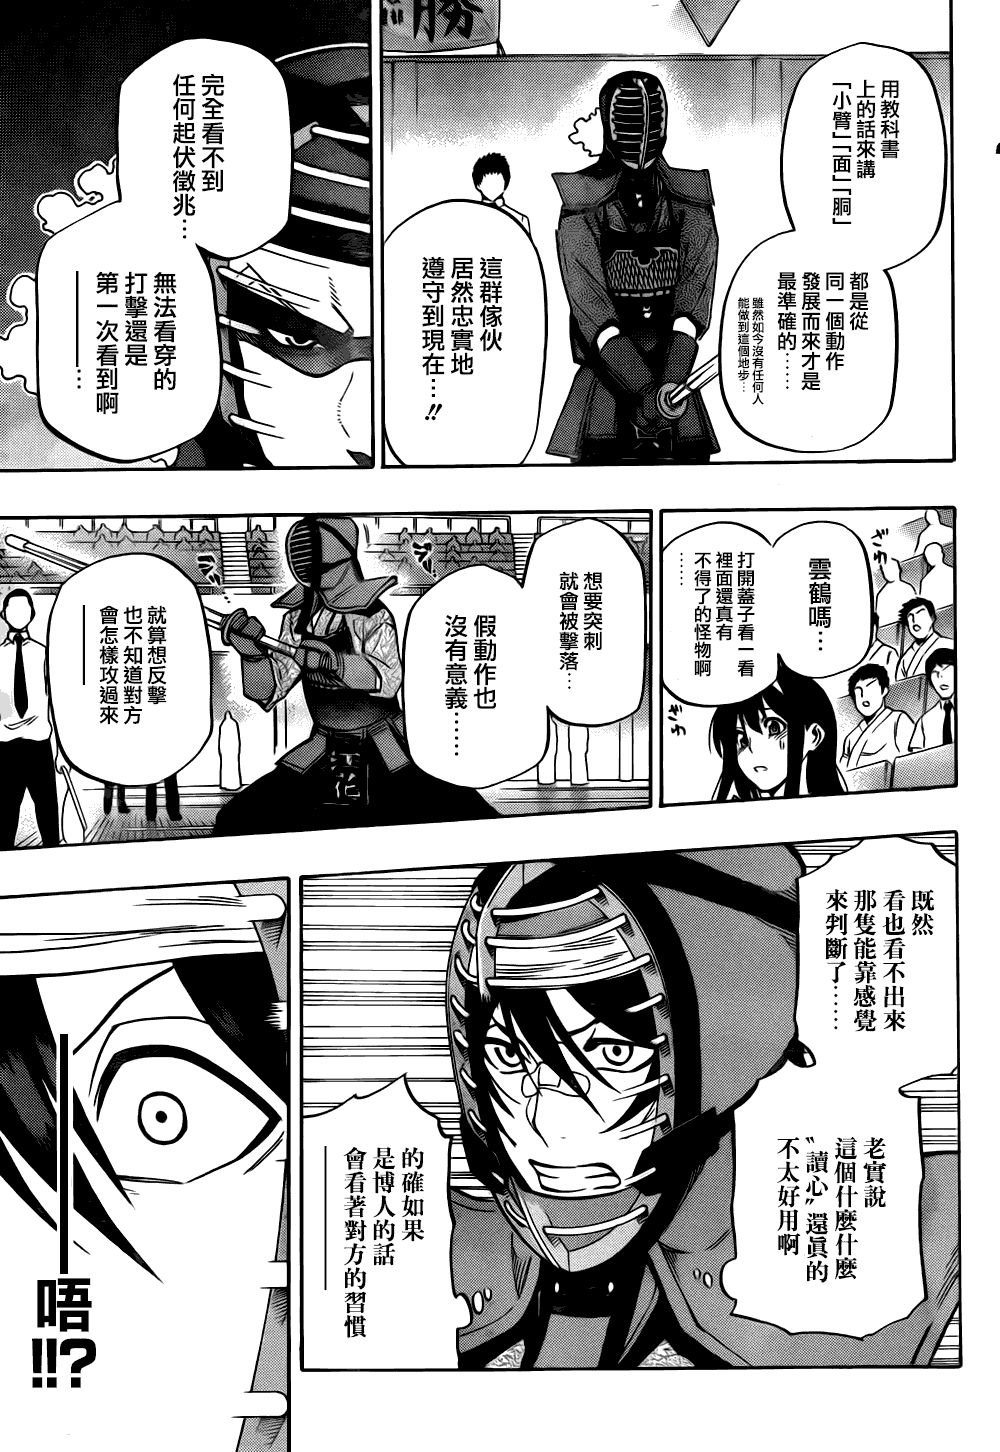 勝
用教科書
上的話來講
「小臂」「面」「胴」
都是從
同一個動作
發展而來才是
最準確的……
雖然如今沒有任何人
能做到這個地步…
這群傢伙
居然忠實地
遵守到現在…!!
完全看不到
任何起伏徵兆…
無法看穿的
打擊還是
第一次看到啊
──…
ざわ
雲鶴嗎…
打開蓋子看一看
裡面還真有
不得了的怪物啊
……
ざわ
想要突刺
就會被擊落…
假動作也
沒有意義……
就算想反擊
也不知道對方
會怎樣攻過來
──
既然
看也看不出來
那隻能靠感覺
來判斷了……
老實說
這個什麼什麼
〝讀心〞還真的
不太好用啊
的確如果
是博人的話
會看著對方的習慣
──
──唔!!?